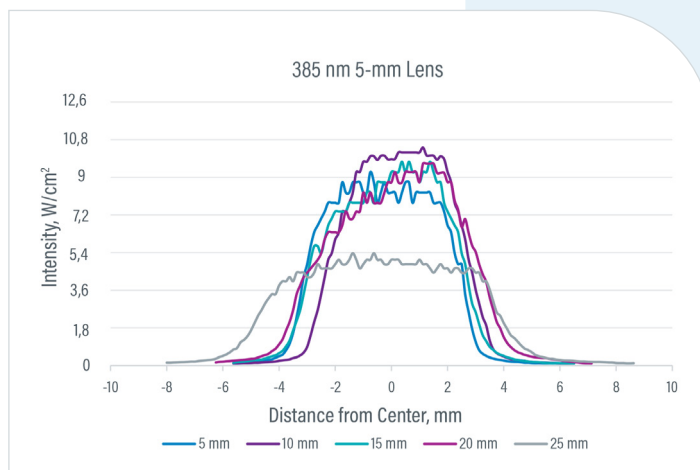 385 nm 5-mm Lens
12,6
10,8
9
7,2
5,4
3,6
1,8
0
Intensity, W/cm²
-10 -8 -6 -4 -2 0 2 4 6 8 10
Distance from Center, mm
5 mm 10 mm 15 mm 20 mm 25 mm